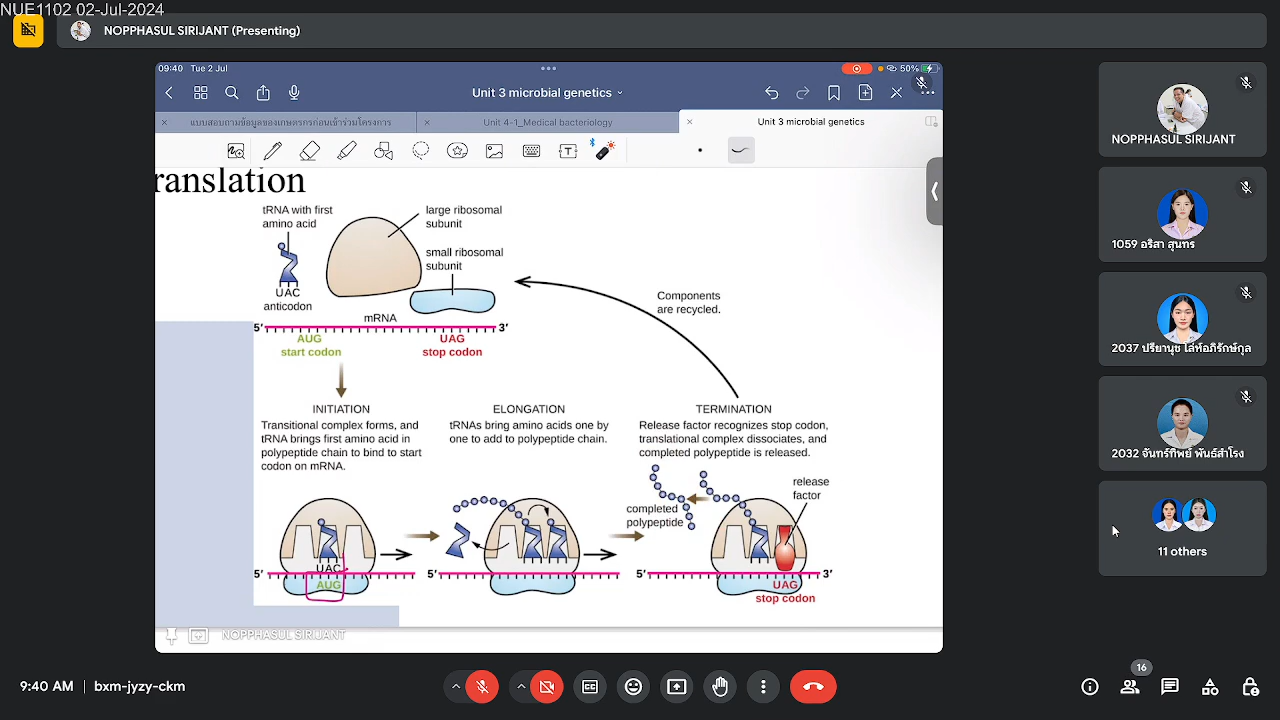 NUE1102 02-Jul-2024
NOPPHASUL SIRIJANT (Presenting)
09:40 Tue 2 Jul
50%
Unit 3 microbial genetics
แบบสอบถามข้อมูลของเกษตรกรก่อนเข้าร่วมโครงการ
Unit 4-1_Medical bacteriology
Unit 3 microbial genetics
ranslation
tRNA with first
amino acid
large ribosomal
subunit
small ribosomal
subunit
UAC
anticodon
mRNA
5′
3′
AUG
start codon
UAG
stop codon
Components
are recycled.
INITIATION
Transitional complex forms, and
tRNA brings first amino acid in
polypeptide chain to bind to start
codon on mRNA.
ELONGATION
tRNAs bring amino acids one by
one to add to polypeptide chain.
TERMINATION
Release factor recognizes stop codon,
translational complex dissociates, and
completed polypeptide is released.
release
factor
completed
polypeptide
UAC
5′
AUG
5′
5′
3′
UAG
stop codon
NOPPHASUL SIRIJANT
NOPPHASUL SIRIJANT
1059 อริสา สุนทร
2037 ปรียานุช โล่ห์อภิรักษ์กุล
2032 จันทร์ทิพย์ พันธ์สำโรง
11 others
9:40 AM | bxm-jyzy-ckm
16